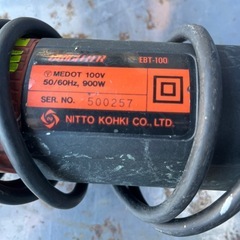 EBT-100
MEDOT 100V
50/60Hz, 900W
SER. NO. 500257
NITTO KOHKI CO., LTD.